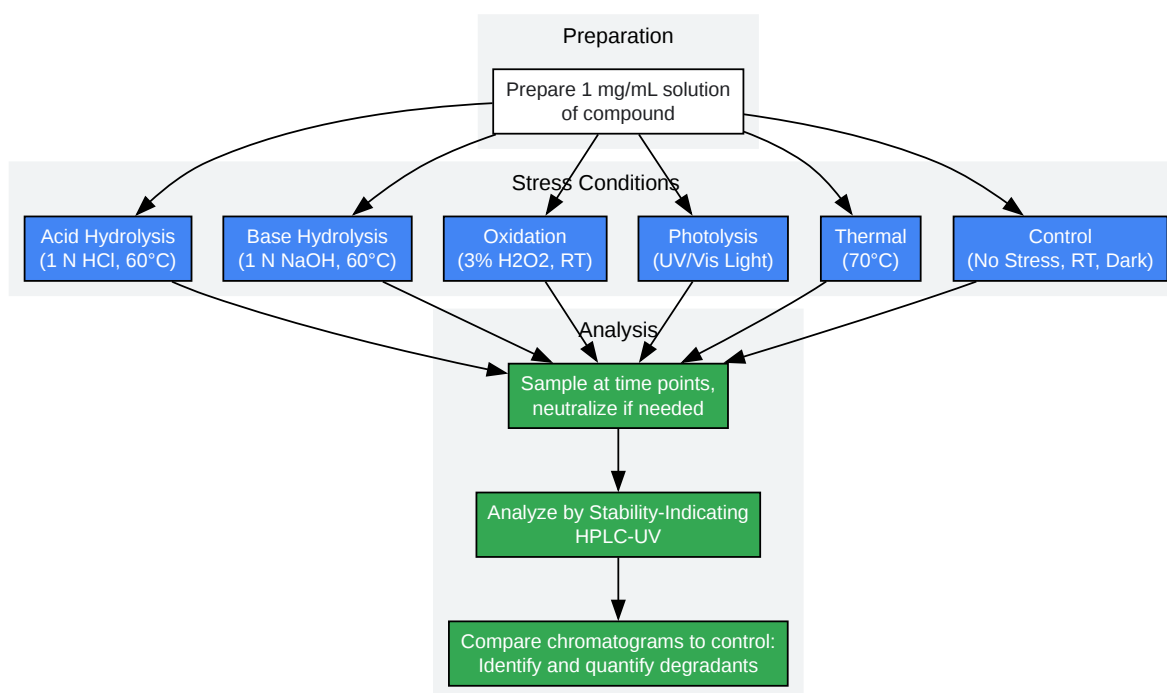 Preparation
Prepare 1 mg/mL solution
of compound
Stress Conditions
Acid Hydrolysis
(1 N HCl, 60°C)
Base Hydrolysis
(1 N NaOH, 60°C)
Oxidation
(3% H2O2, RT)
Photolysis
(UV/Vis Light)
Thermal
(70°C)
Control
(No Stress, RT, Dark)
Analysis
Sample at time points,
neutralize if needed
Analyze by Stability-Indicating
HPLC-UV
Compare chromatograms to control:
Identify and quantify degradants